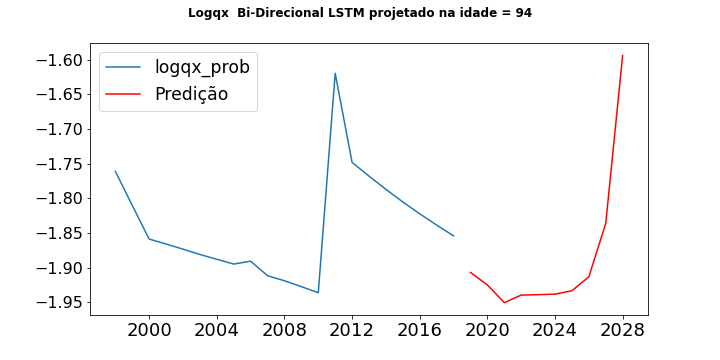 Logqx  Bi-Direcional LSTM projetado na idade = 94
logqx_prob
Predição
−1.60
−1.65
−1.70
−1.75
−1.80
−1.85
−1.90
−1.95
2000 2004 2008 2012 2016 2020 2024 2028